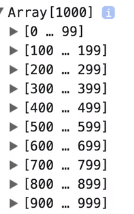 ▼ Array[1000] i
▶ [0 … 99]
▶ [100 … 199]
▶ [200 … 299]
▶ [300 … 399]
▶ [400 … 499]
▶ [500 … 599]
▶ [600 … 699]
▶ [700 … 799]
▶ [800 … 899]
▶ [900 … 999]